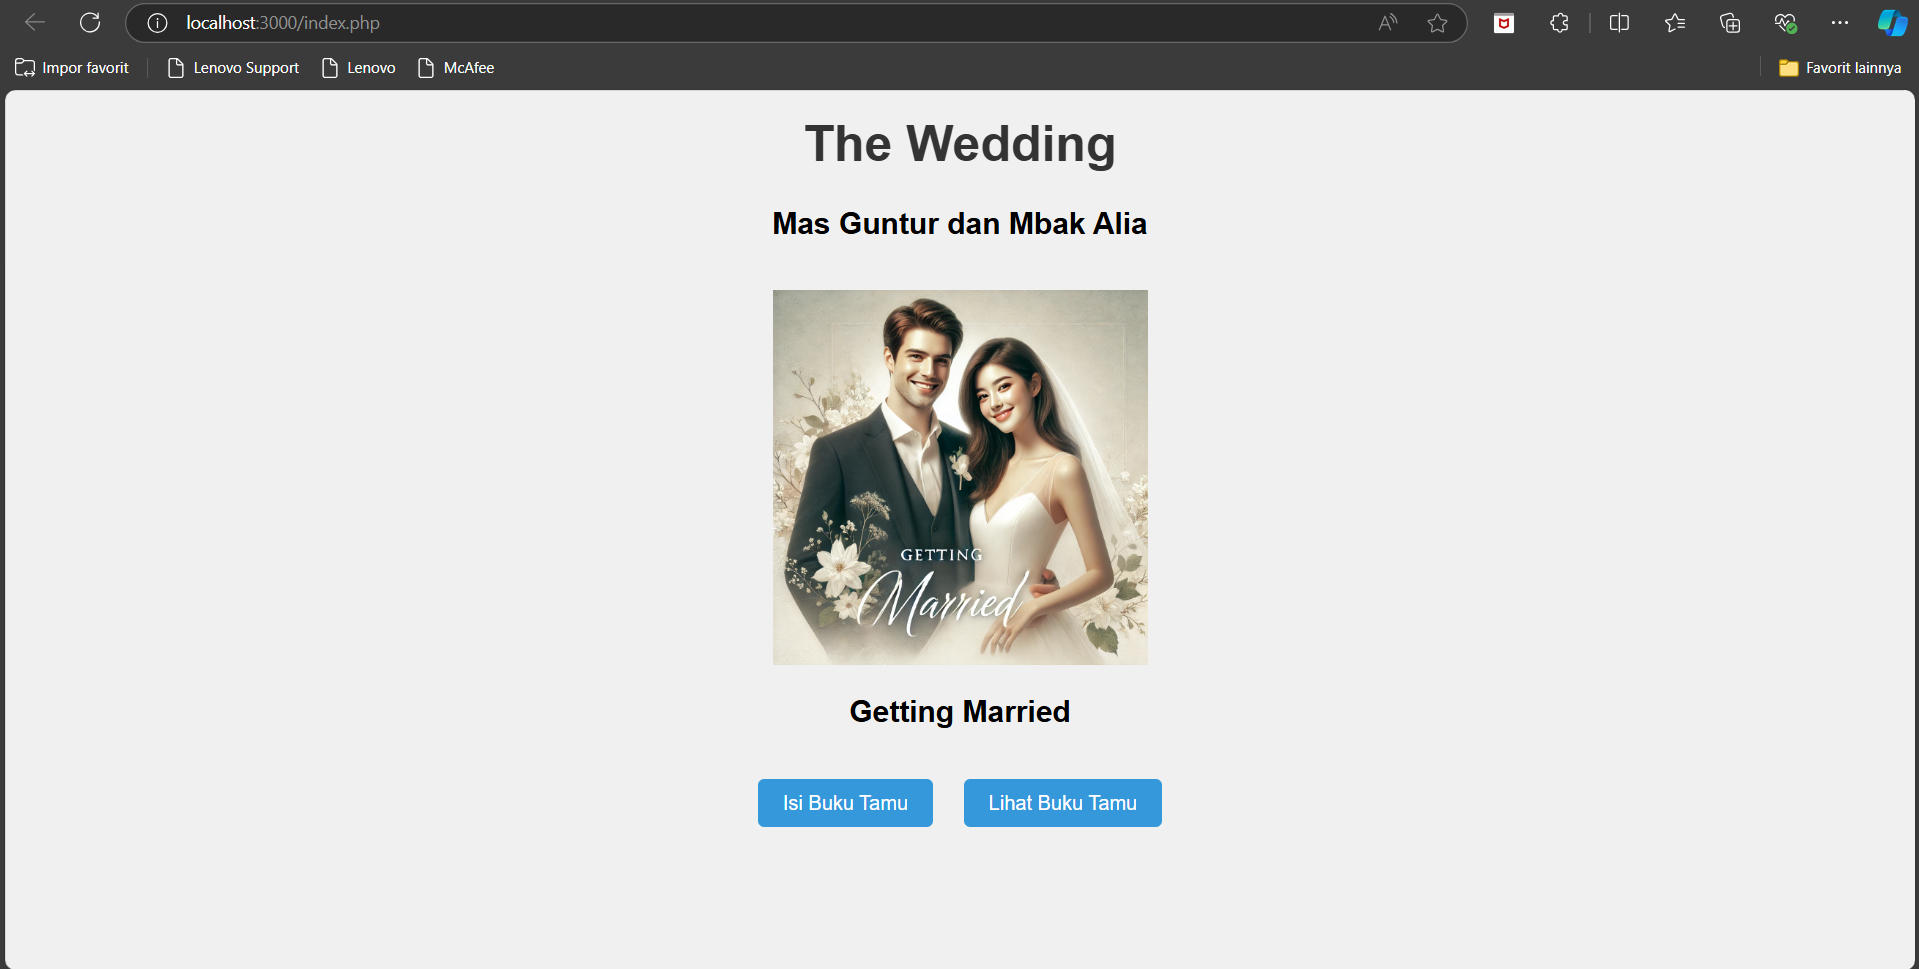 localhost:3000/index.php
Impor favorit
Lenovo Support
Lenovo
McAfee
Favorit lainnya
The Wedding
Mas Guntur dan Mbak Alia
GETTING
Married
Getting Married
Isi Buku Tamu
Lihat Buku Tamu